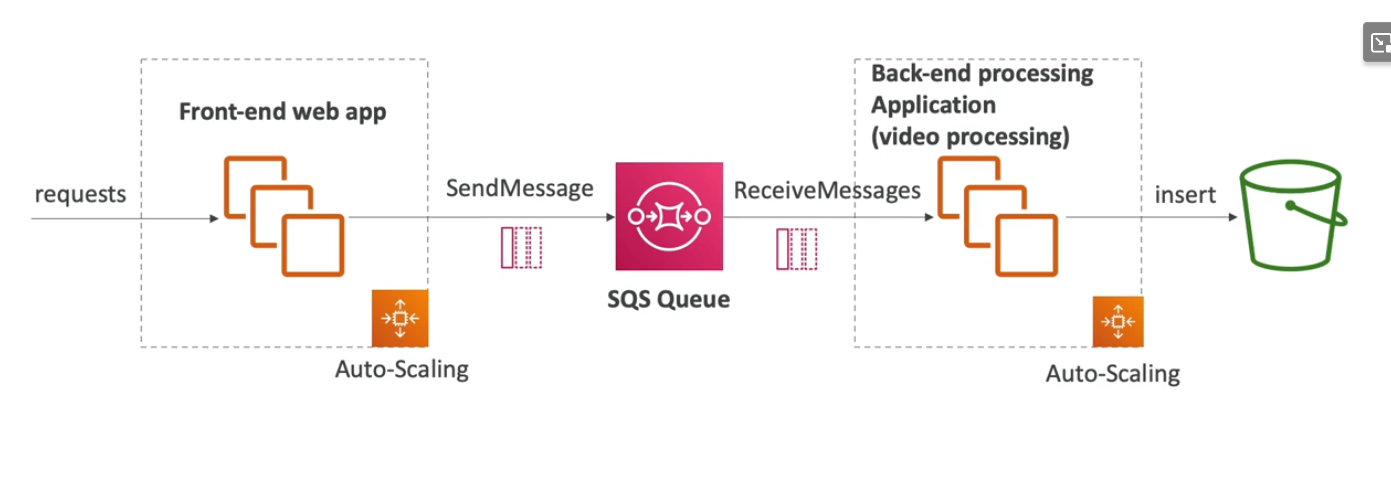 Front-end web app
requests
SendMessage
SQS Queue
ReceiveMessages
Back-end processing
Application
(video processing)
insert
Auto-Scaling
Auto-Scaling